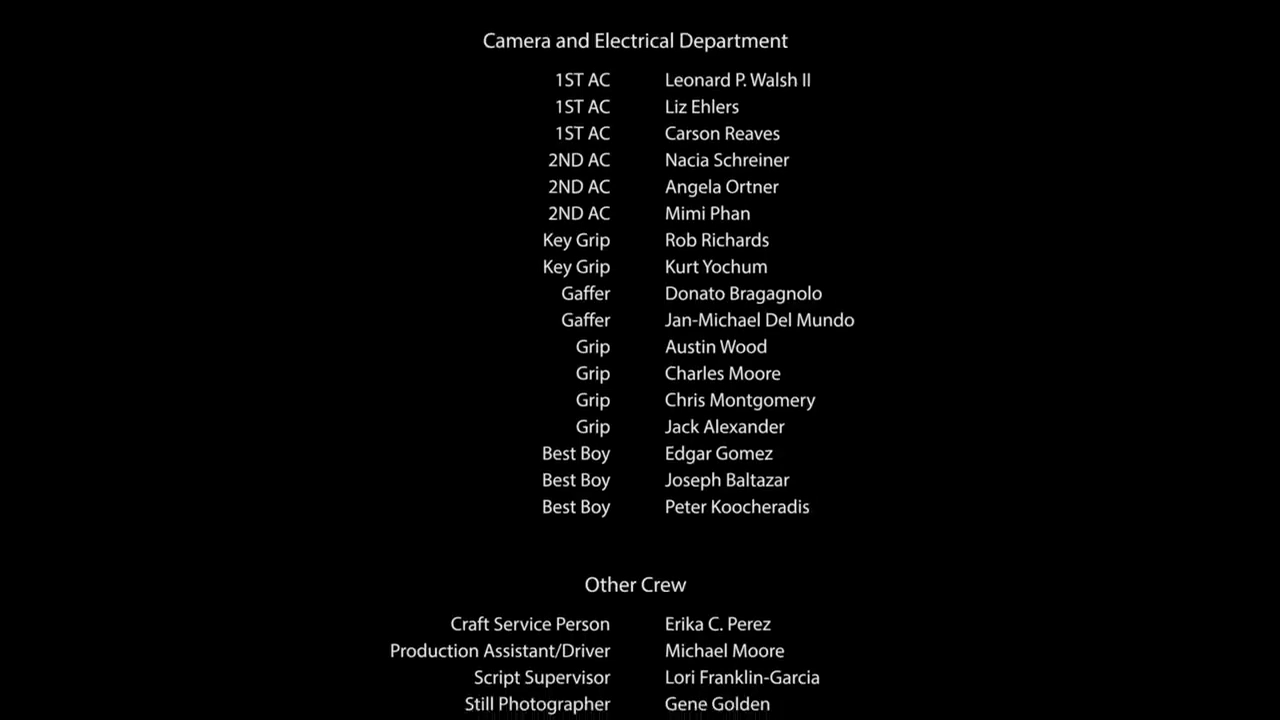 Camera and Electrical Department
1ST AC Leonard P. Walsh II
1ST AC Liz Ehlers
1ST AC Carson Reaves
2ND AC Nacia Schreiner
2ND AC Angela Ortner
2ND AC Mimi Phan
Key Grip Rob Richards
Key Grip Kurt Yochum
Gaffer Donato Bragagnolo
Gaffer Jan-Michael Del Mundo
Grip Austin Wood
Grip Charles Moore
Grip Chris Montgomery
Grip Jack Alexander
Best Boy Edgar Gomez
Best Boy Joseph Baltazar
Best Boy Peter Koocheradis
Other Crew
Craft Service Person Erika C. Perez
Production Assistant/Driver Michael Moore
Script Supervisor Lori Franklin-Garcia
Still Photographer Gene Golden